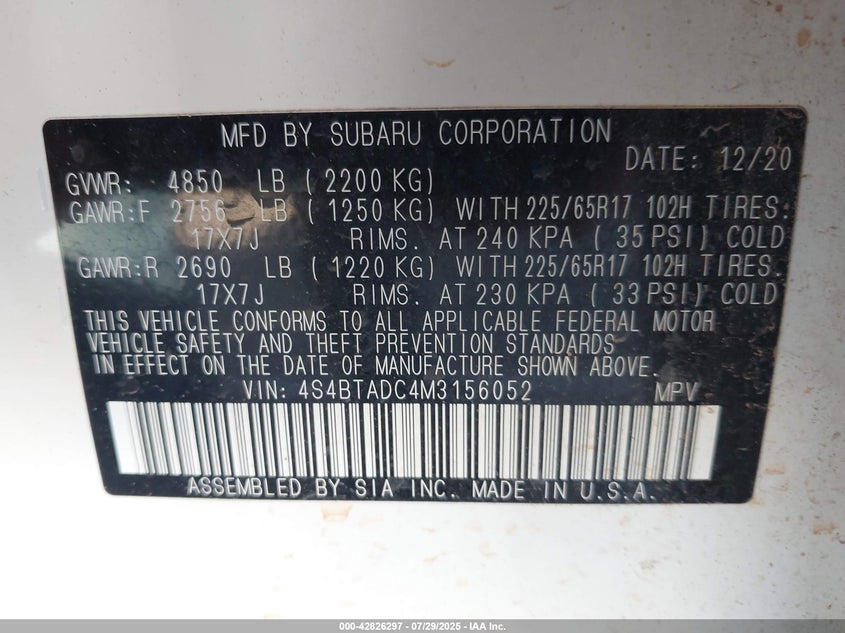 MFD BY SUBARU CORPORATION
DATE: 12/20
GVWR: 4850 LB ( 2200 KG)
GAWR:F 2756 LB ( 1250 KG) WITH 225/65R17 102H TIRES.
17X7J RIMS. AT 240 KPA ( 35 PSI) COLD
GAWR:R 2690 LB ( 1220 KG) WITH 225/65R17 102H TIRES.
17X7J RIMS. AT 230 KPA ( 33 PSI) COLD
THIS VEHICLE CONFORMS TO ALL APPLICABLE FEDERAL MOTOR
VEHICLE SAFETY AND THEFT PREVENTION STANDARDS
IN EFFECT ON THE DATE OF MANUFACTURE SHOWN ABOVE.
VIN: 4S4BTADC4M3156052 MPV
ASSEMBLED BY SIA INC. MADE IN U.S.A.
000-42826297 - 07/29/2025 - IAA Inc.